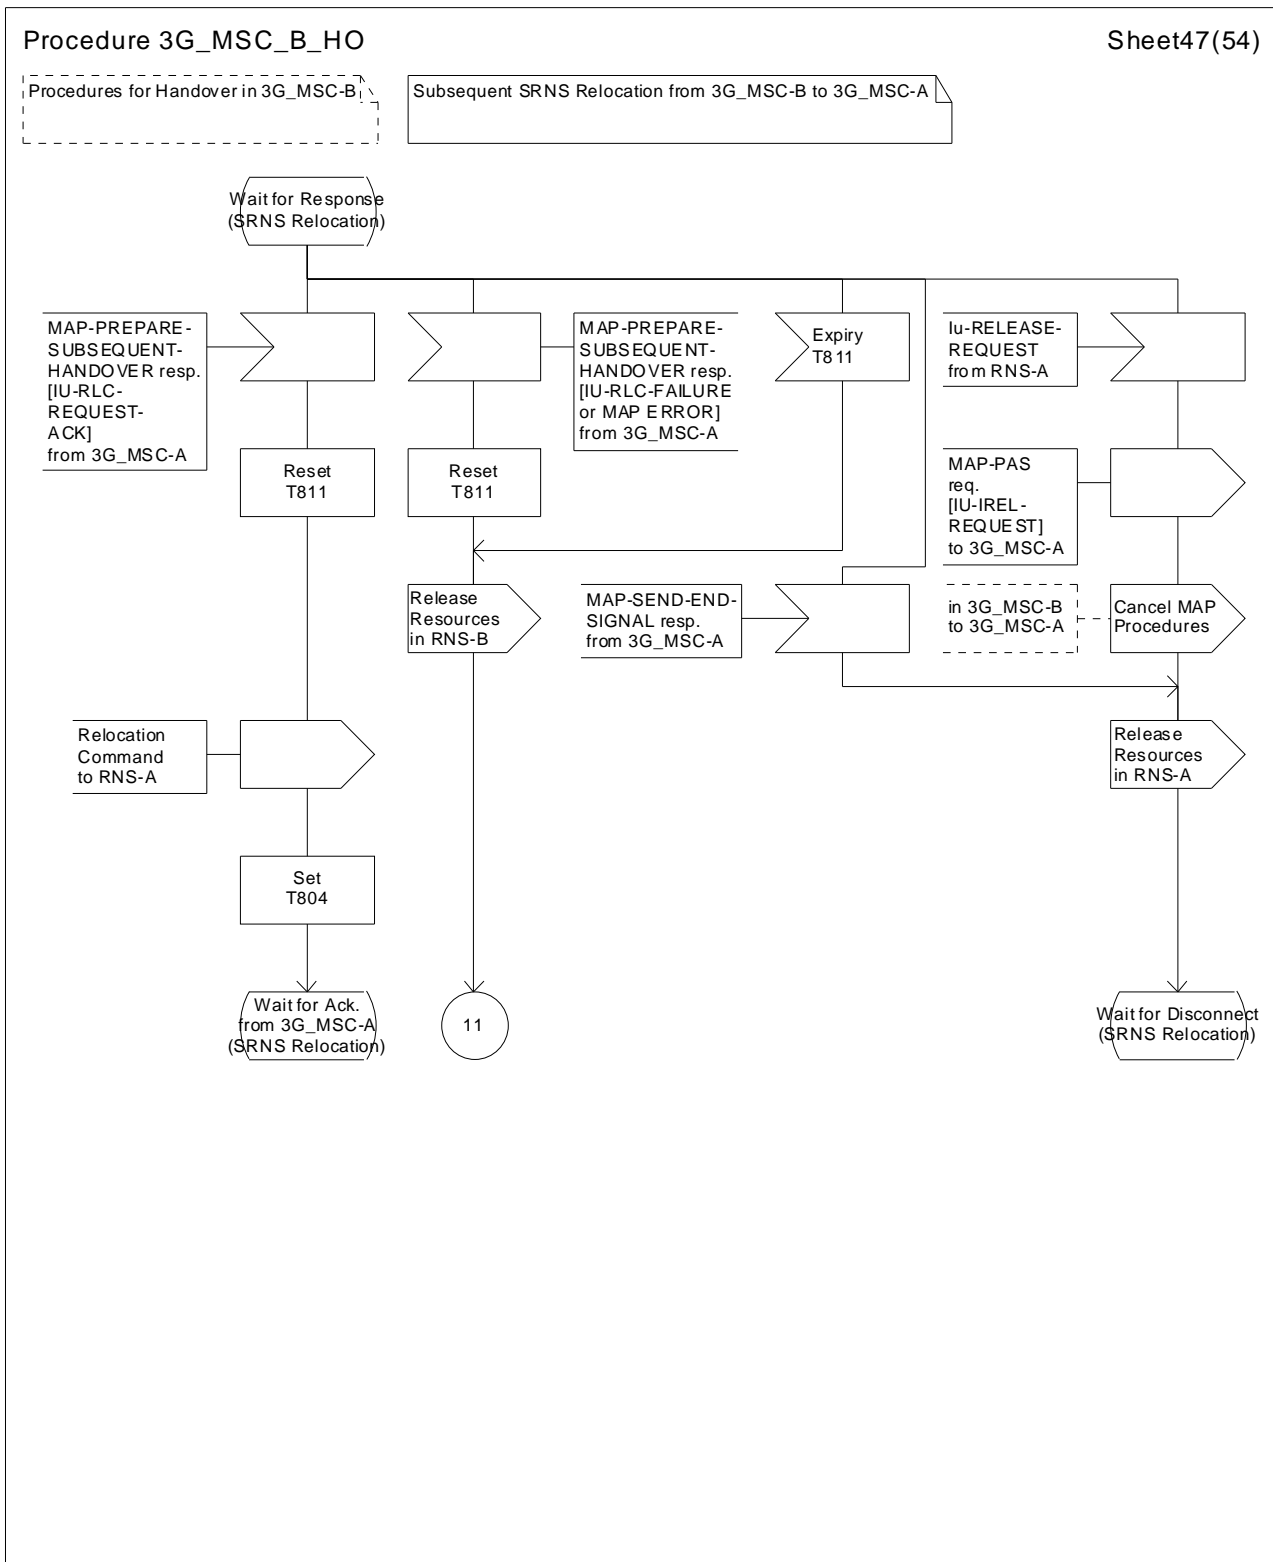 Procedure 3G_MSC_B_HO
Sheet47(54)
Procedures for Handover in 3G_MSC-B
Subsequent SRNS Relocation from 3G_MSC-B to 3G_MSC-A
Wait for Response
(SRNS Relocation)
MAP-PREPARE-
SUBSEQUENT-
HANDOVER resp.
[IU-RLC-
REQUEST-
ACK]
from 3G_MSC-A
MAP-PREPARE-
SUBSEQUENT-
HANDOVER resp.
[IU-RLC-FAILURE
or MAP ERROR]
from 3G_MSC-A
Expiry
T811
Iu-RELEASE-
REQUEST
from RNS-A
Reset
T811
Reset
T811
MAP-PAS
req.
[IU-IREL-
REQUEST]
to 3G_MSC-A
Release
Resources
in RNS-B
MAP-SEND-END-
SIGNAL resp.
from 3G_MSC-A
in 3G_MSC-B
to 3G_MSC-A
Cancel MAP
Procedures
Relocation
Command
to RNS-A
Release
Resources
in RNS-A
Set
T804
Wait for Ack.
from 3G_MSC-A
(SRNS Relocation)
11
Wait for Disconnect
(SRNS Relocation)